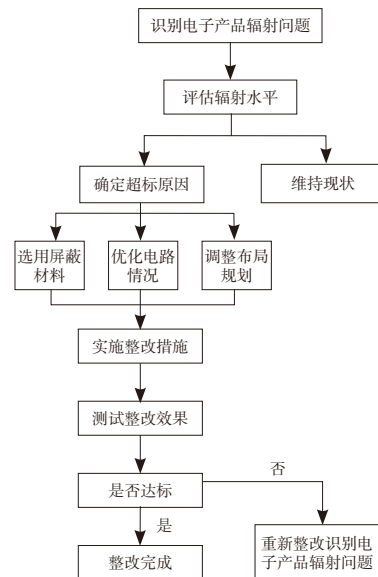 识别电子产品辐射问题
评估辐射水平
确定超标原因
维持现状
选用屏蔽
材料
优化电路
情况
调整布局
规划
实施整改措施
测试整改效果
是否达标
否
是
整改完成
重新整改识别电
子产品辐射问题